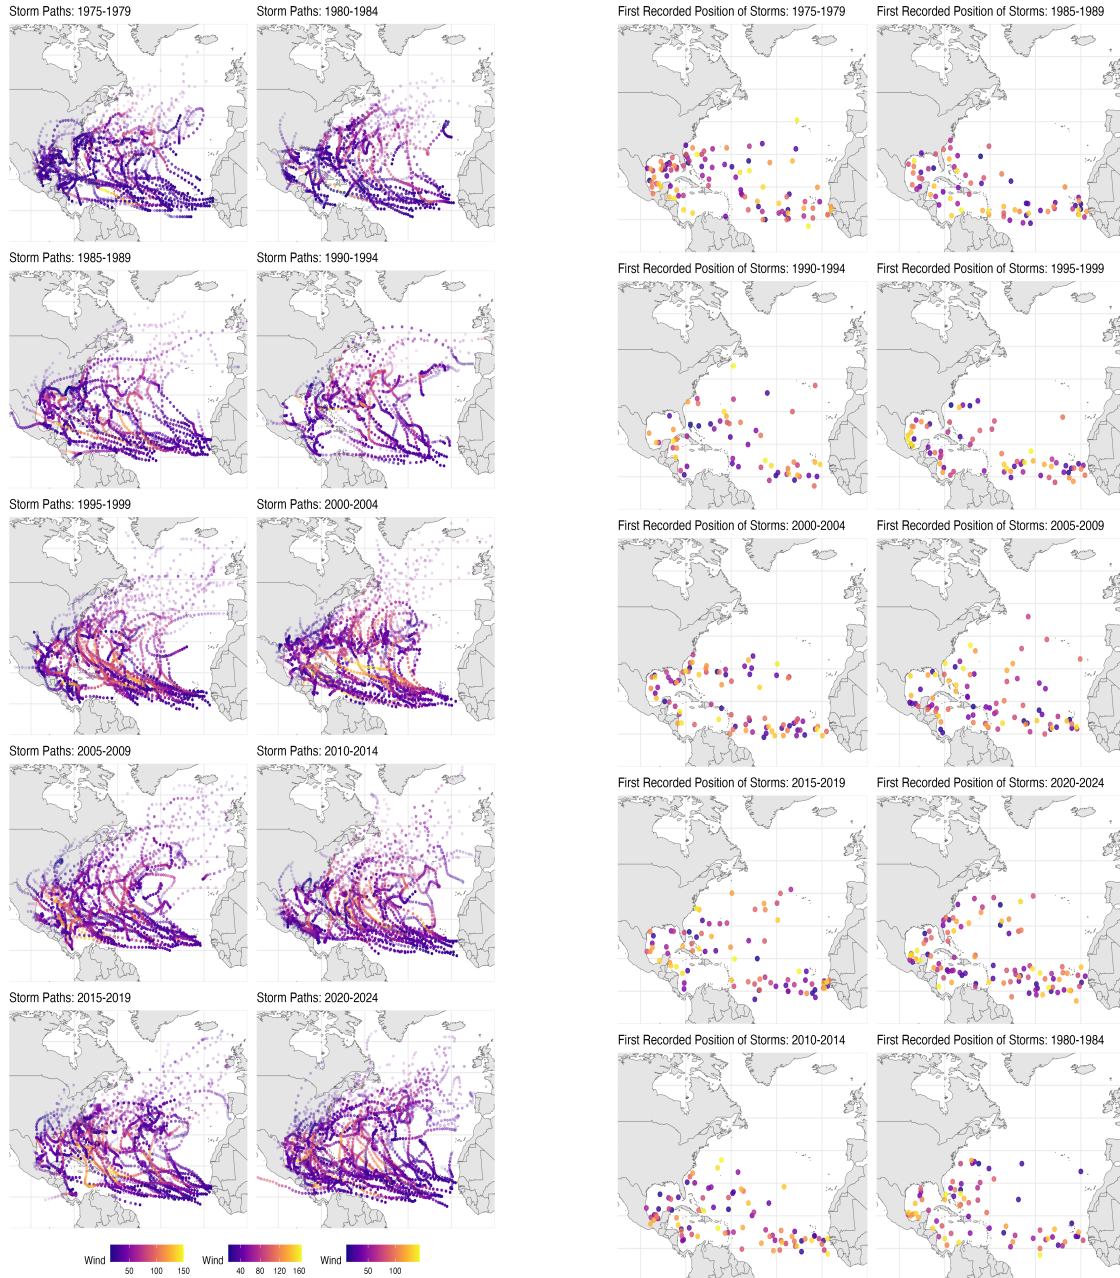 Storm Paths: 1975-1979
Storm Paths: 1980-1984
First Recorded Position of Storms: 1975-1979
First Recorded Position of Storms: 1985-1989
Storm Paths: 1985-1989
Storm Paths: 1990-1994
First Recorded Position of Storms: 1990-1994
First Recorded Position of Storms: 1995-1999
Storm Paths: 1995-1999
Storm Paths: 2000-2004
First Recorded Position of Storms: 2000-2004
First Recorded Position of Storms: 2005-2009
Storm Paths: 2005-2009
Storm Paths: 2010-2014
First Recorded Position of Storms: 2015-2019
First Recorded Position of Storms: 2020-2024
Storm Paths: 2015-2019
Storm Paths: 2020-2024
First Recorded Position of Storms: 2010-2014
First Recorded Position of Storms: 1980-1984
Wind 50 100 150
Wind 40 80 120 160
Wind 50 100